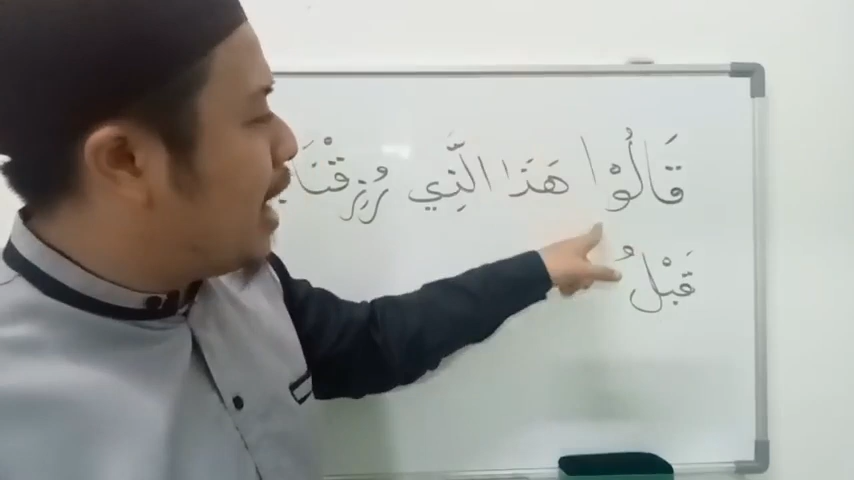 قَالُوْا هَذَا الَّذِي رُزِقْنَا
قَبْلُ